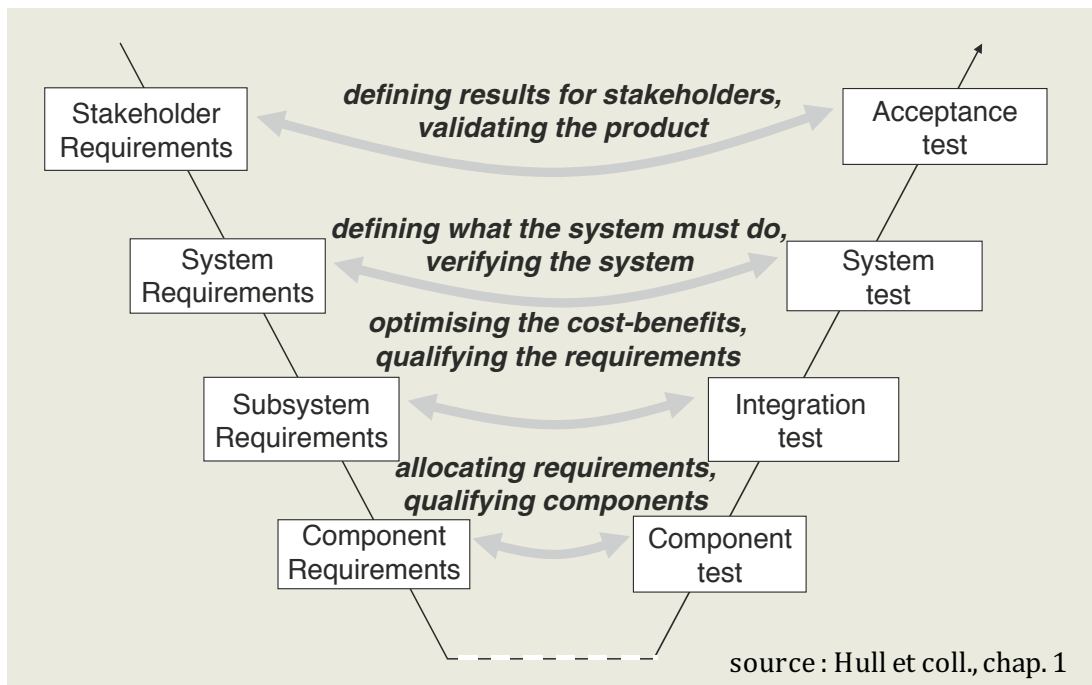 Stakeholder
Requirements
defining results for stakeholders,
validating the product
Acceptance
test
System
Requirements
defining what the system must do,
verifying the system
System
test
optimising the cost-benefits,
qualifying the requirements
Subsystem
Requirements
Integration
test
allocating requirements,
qualifying components
Component
Requirements
Component
test
source : Hull et coll., chap. 1